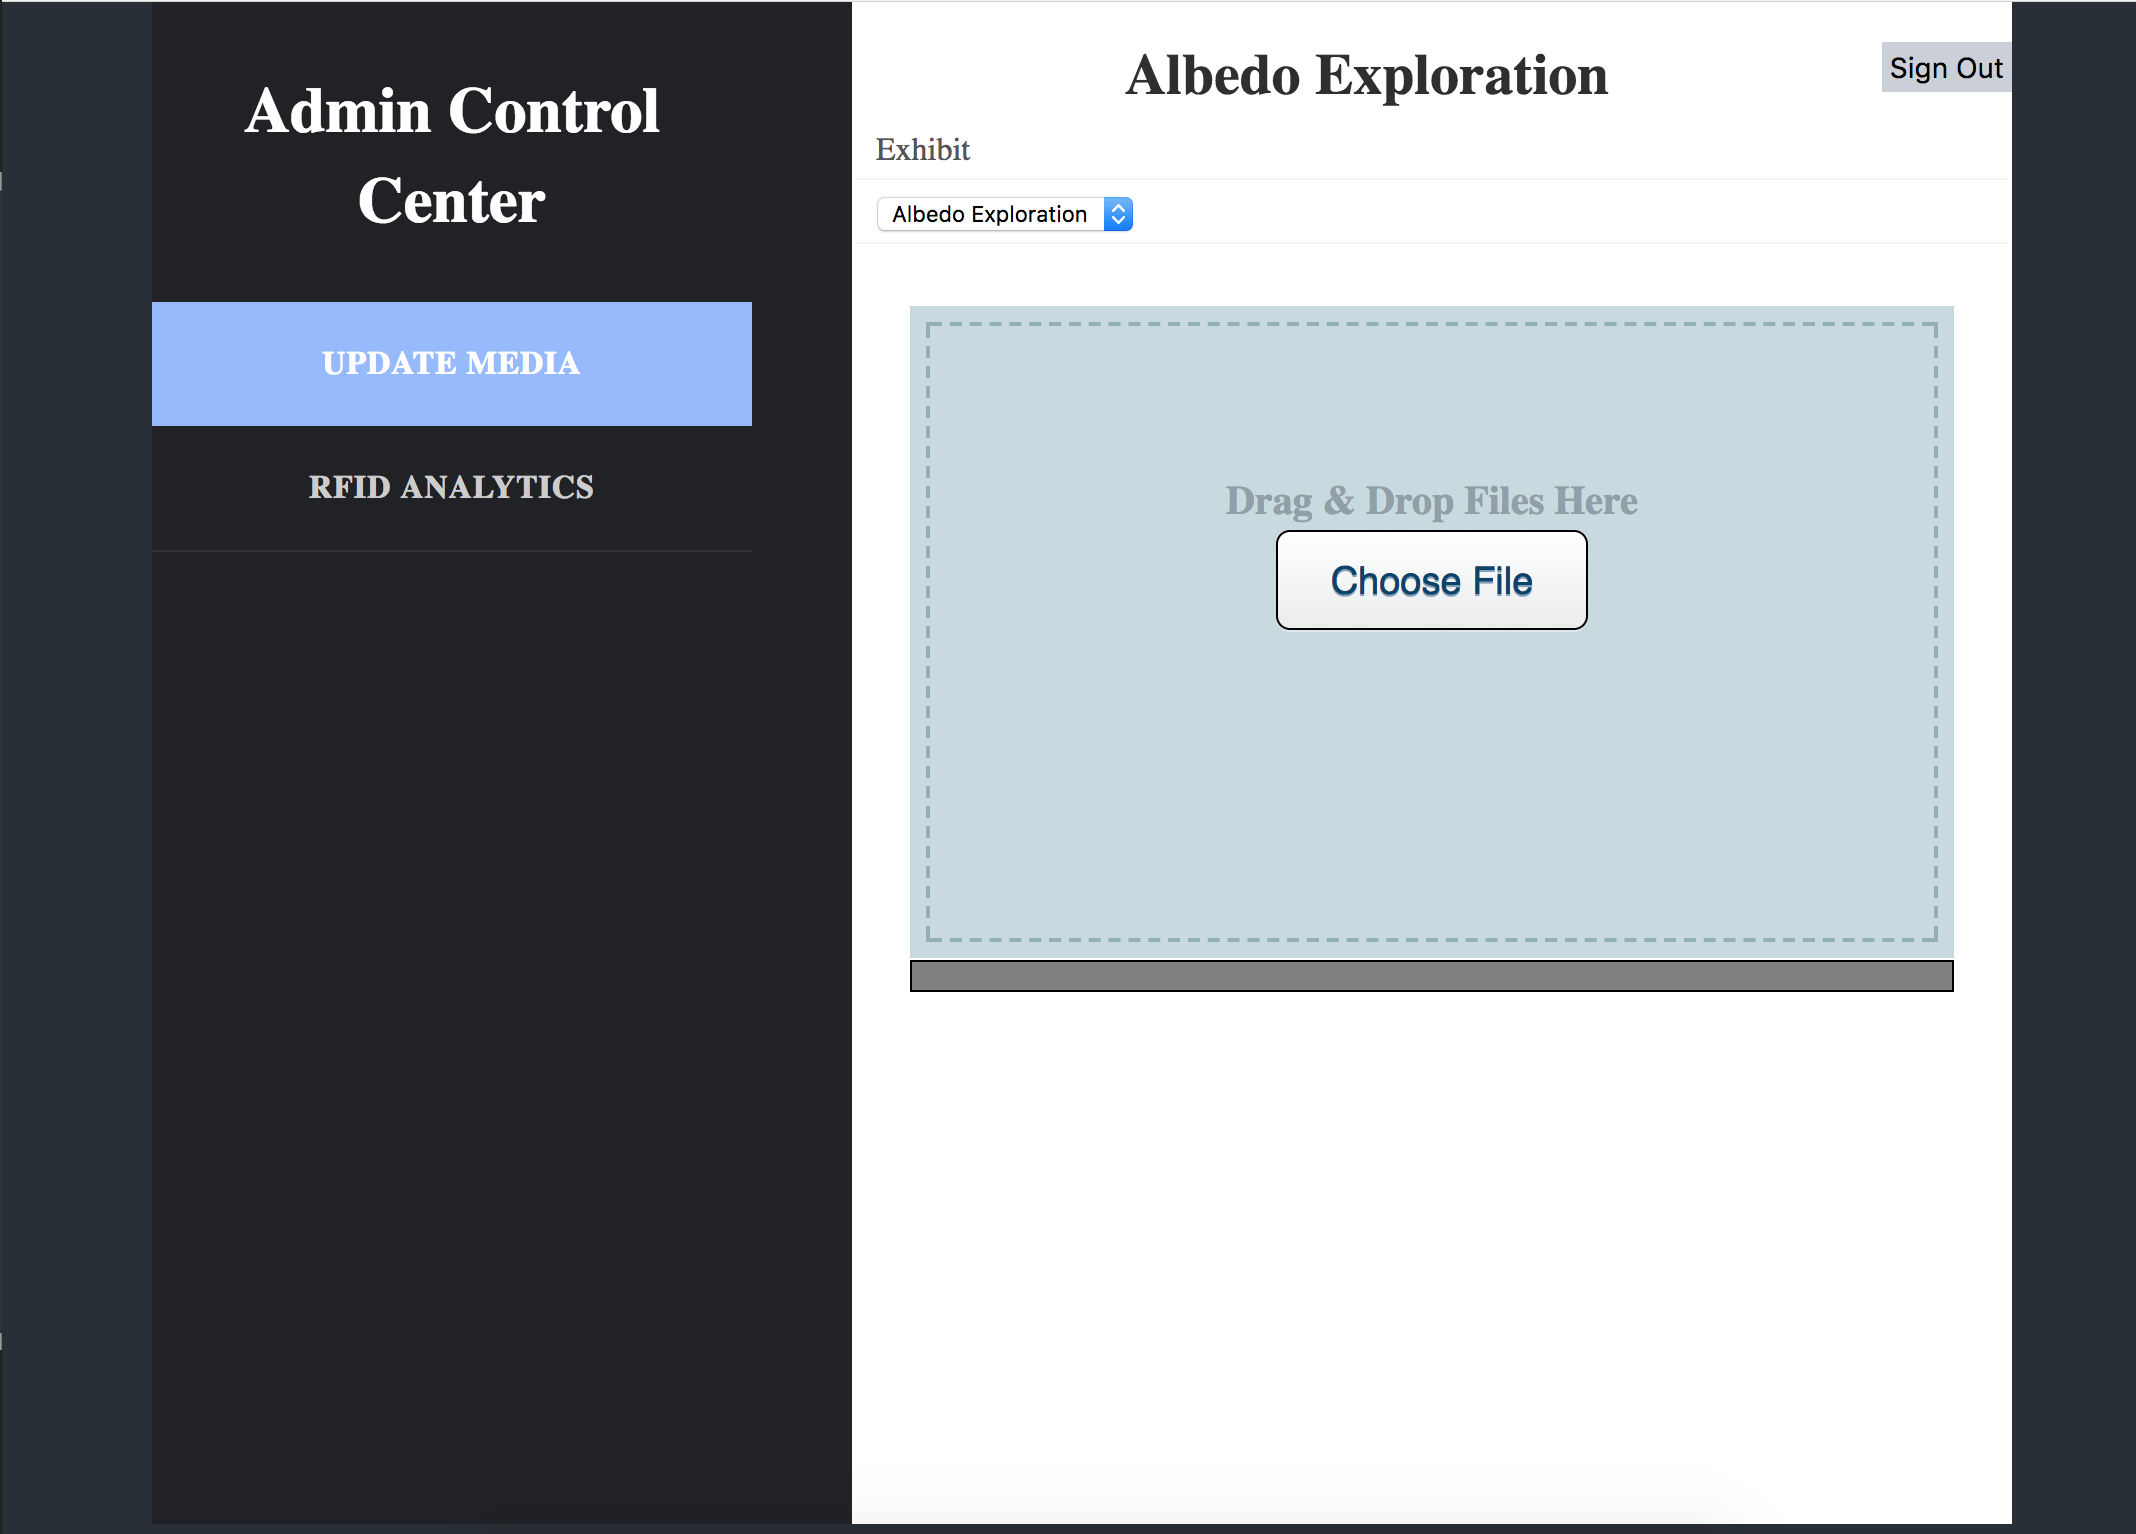 Admin Control
Center
UPDATE MEDIA
RFID ANALYTICS
Albedo Exploration
Sign Out
Exhibit
Albedo Exploration
Drag & Drop Files Here
Choose File